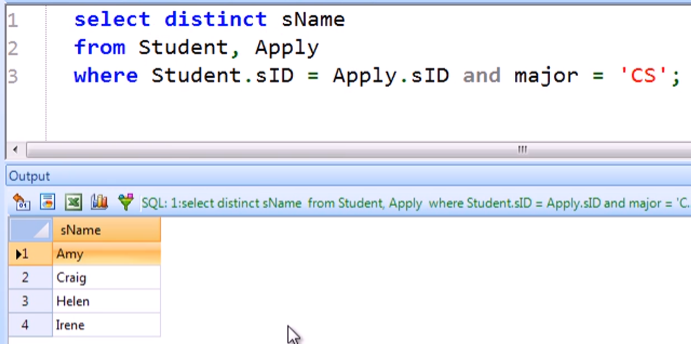 1 select distinct sName
2 from Student, Apply
3 where Student.sID = Apply.sID and major = 'CS';
Output
SQL: 1:select distinct sName from Student, Apply where Student.sID = Apply.sID and major = 'C...
sName
1 Amy
2 Craig
3 Helen
4 Irene